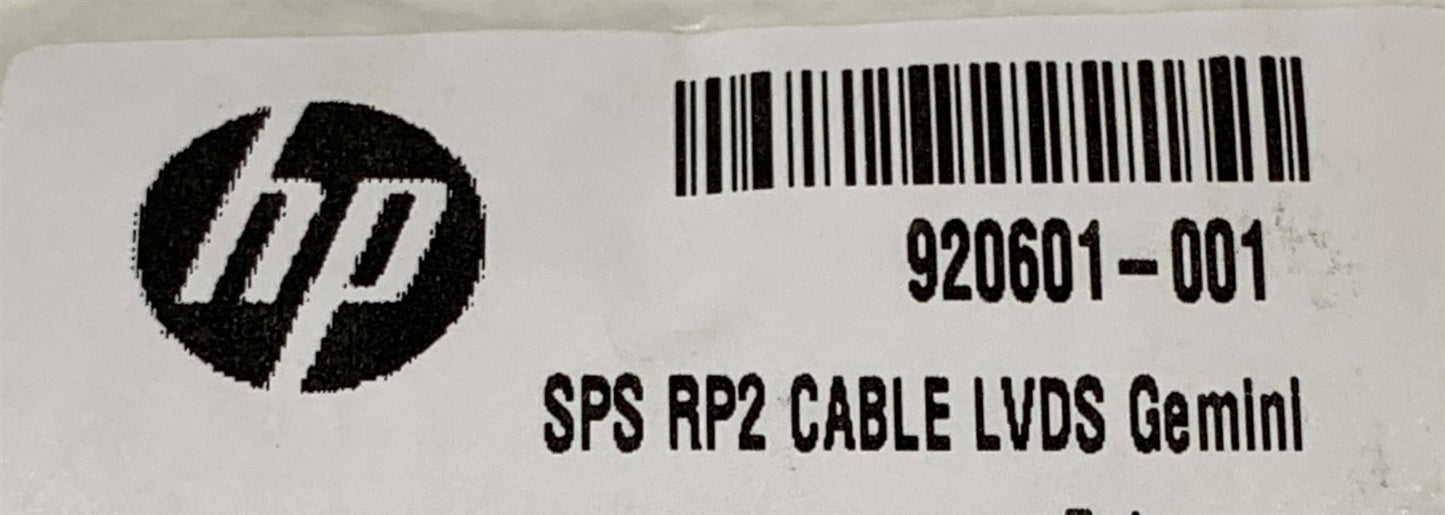 hp
920601-001
SPS RP2 CABLE LVDS Gemini